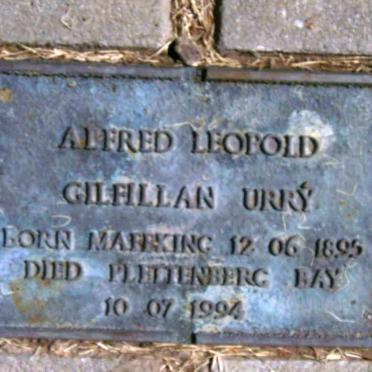 ALFRED LEOPOLD
GILFILLAN URRY
BORN MAFEKING 12 06 1895
DIED PLETTENBERG BAY
10 07 1994